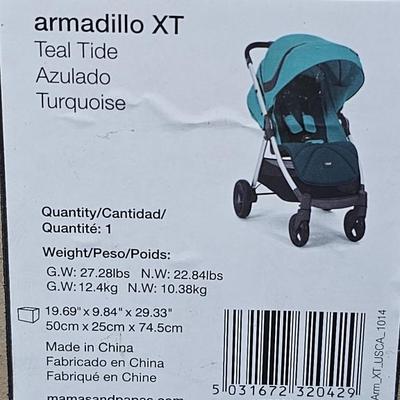 armadillo XT
Teal Tide
Azulado
Turquoise
Quantity/Cantidad/
Quantité: 1
Weight/Peso/Poids:
G.W: 27.28lbs N.W: 22.84lbs
G.W: 12.4kg N.W: 10.38kg
19.69" x 9.84" x 29.33"
50cm x 25cm x 74.5cm
Made in China
Fabricado en China
Fabriqué en Chine
mamasandpapas.com
5 031672 320429
Arm_XT_USCA_1014